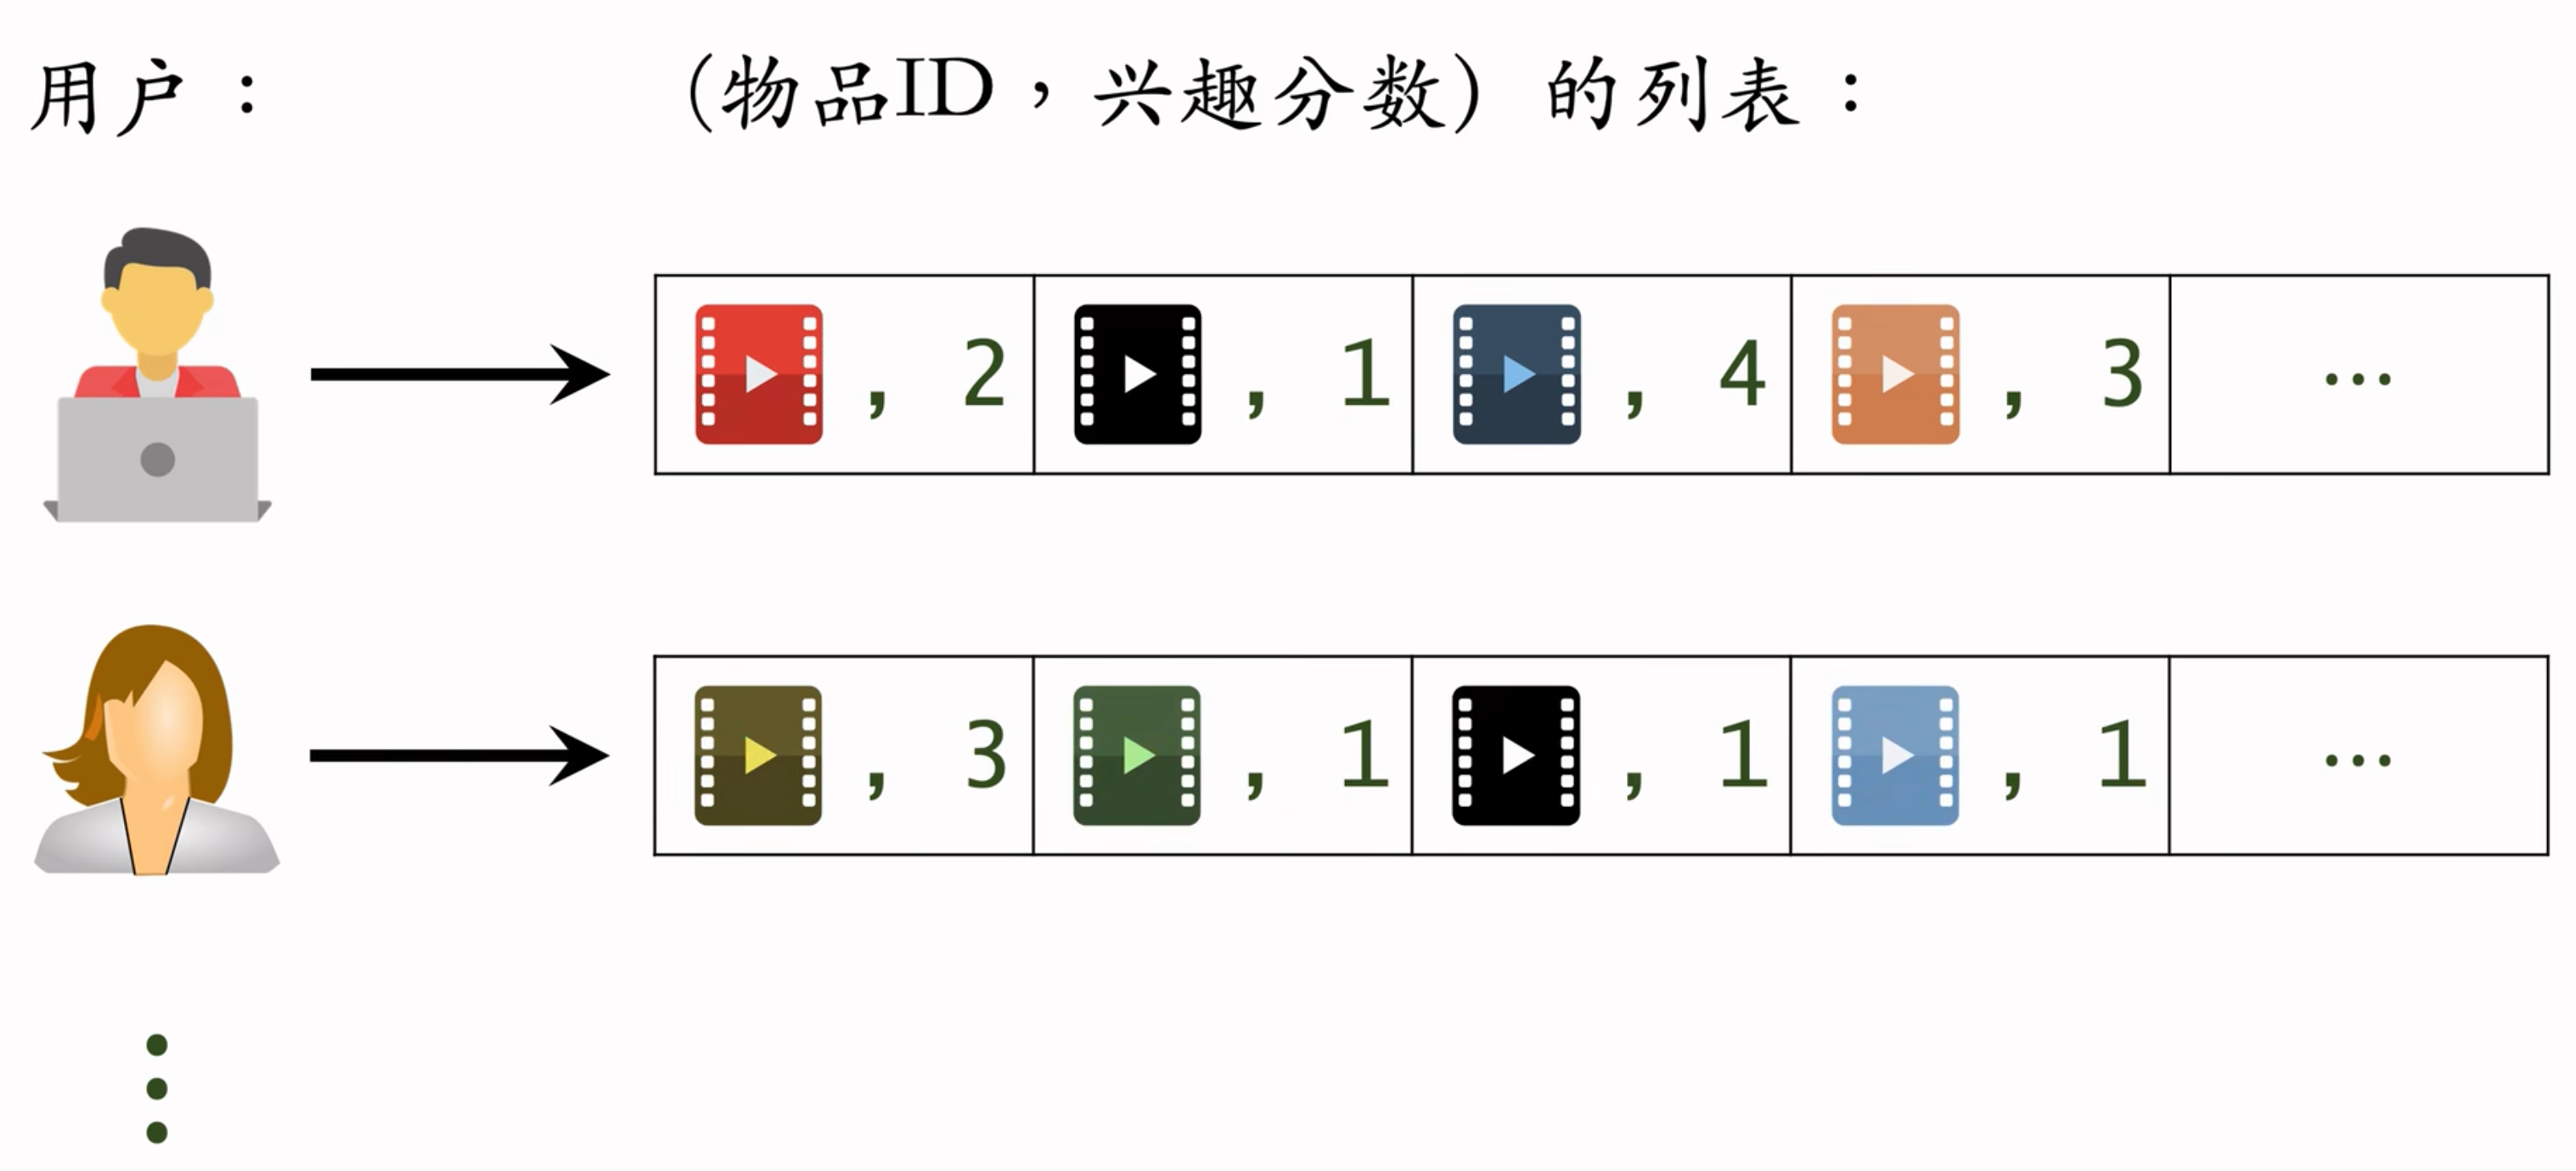 用户：
（物品ID，兴趣分数）的列表：
, 2 , 1 , 4 , 3 ...
, 3 , 1 , 1 , 1 ...